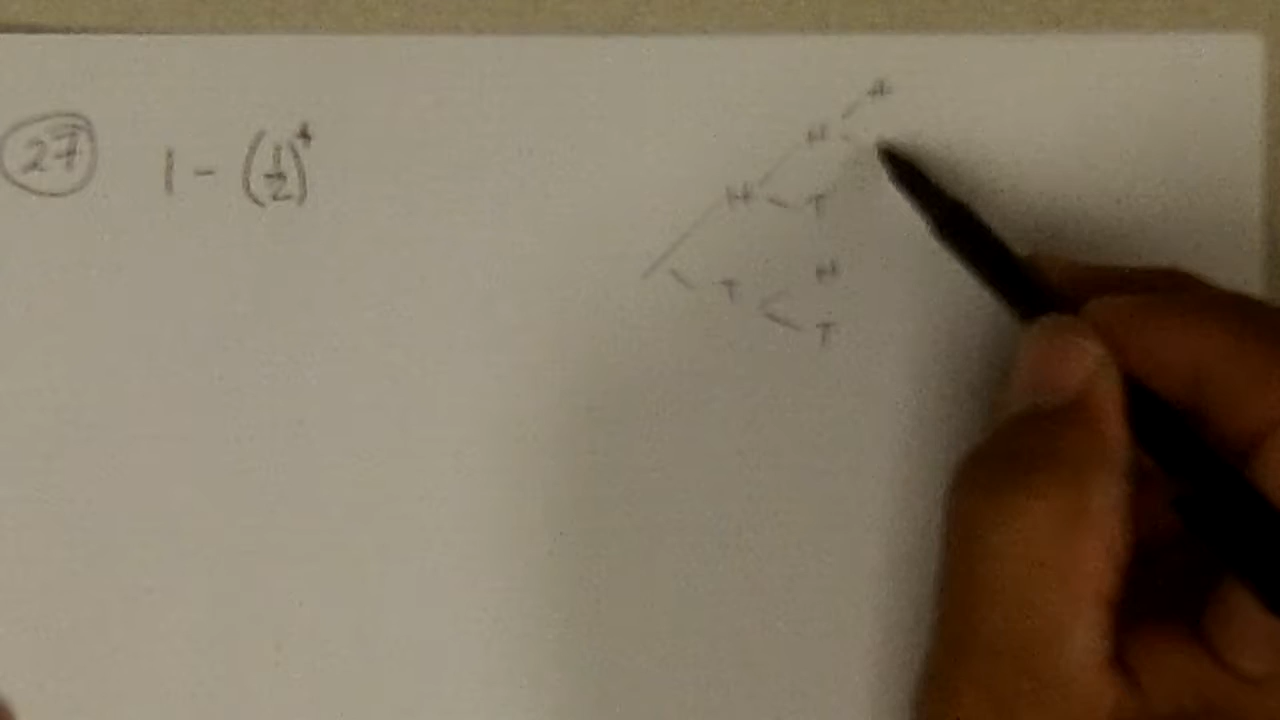 27 1 - (1/2)^4
H
H
H T
T H
T